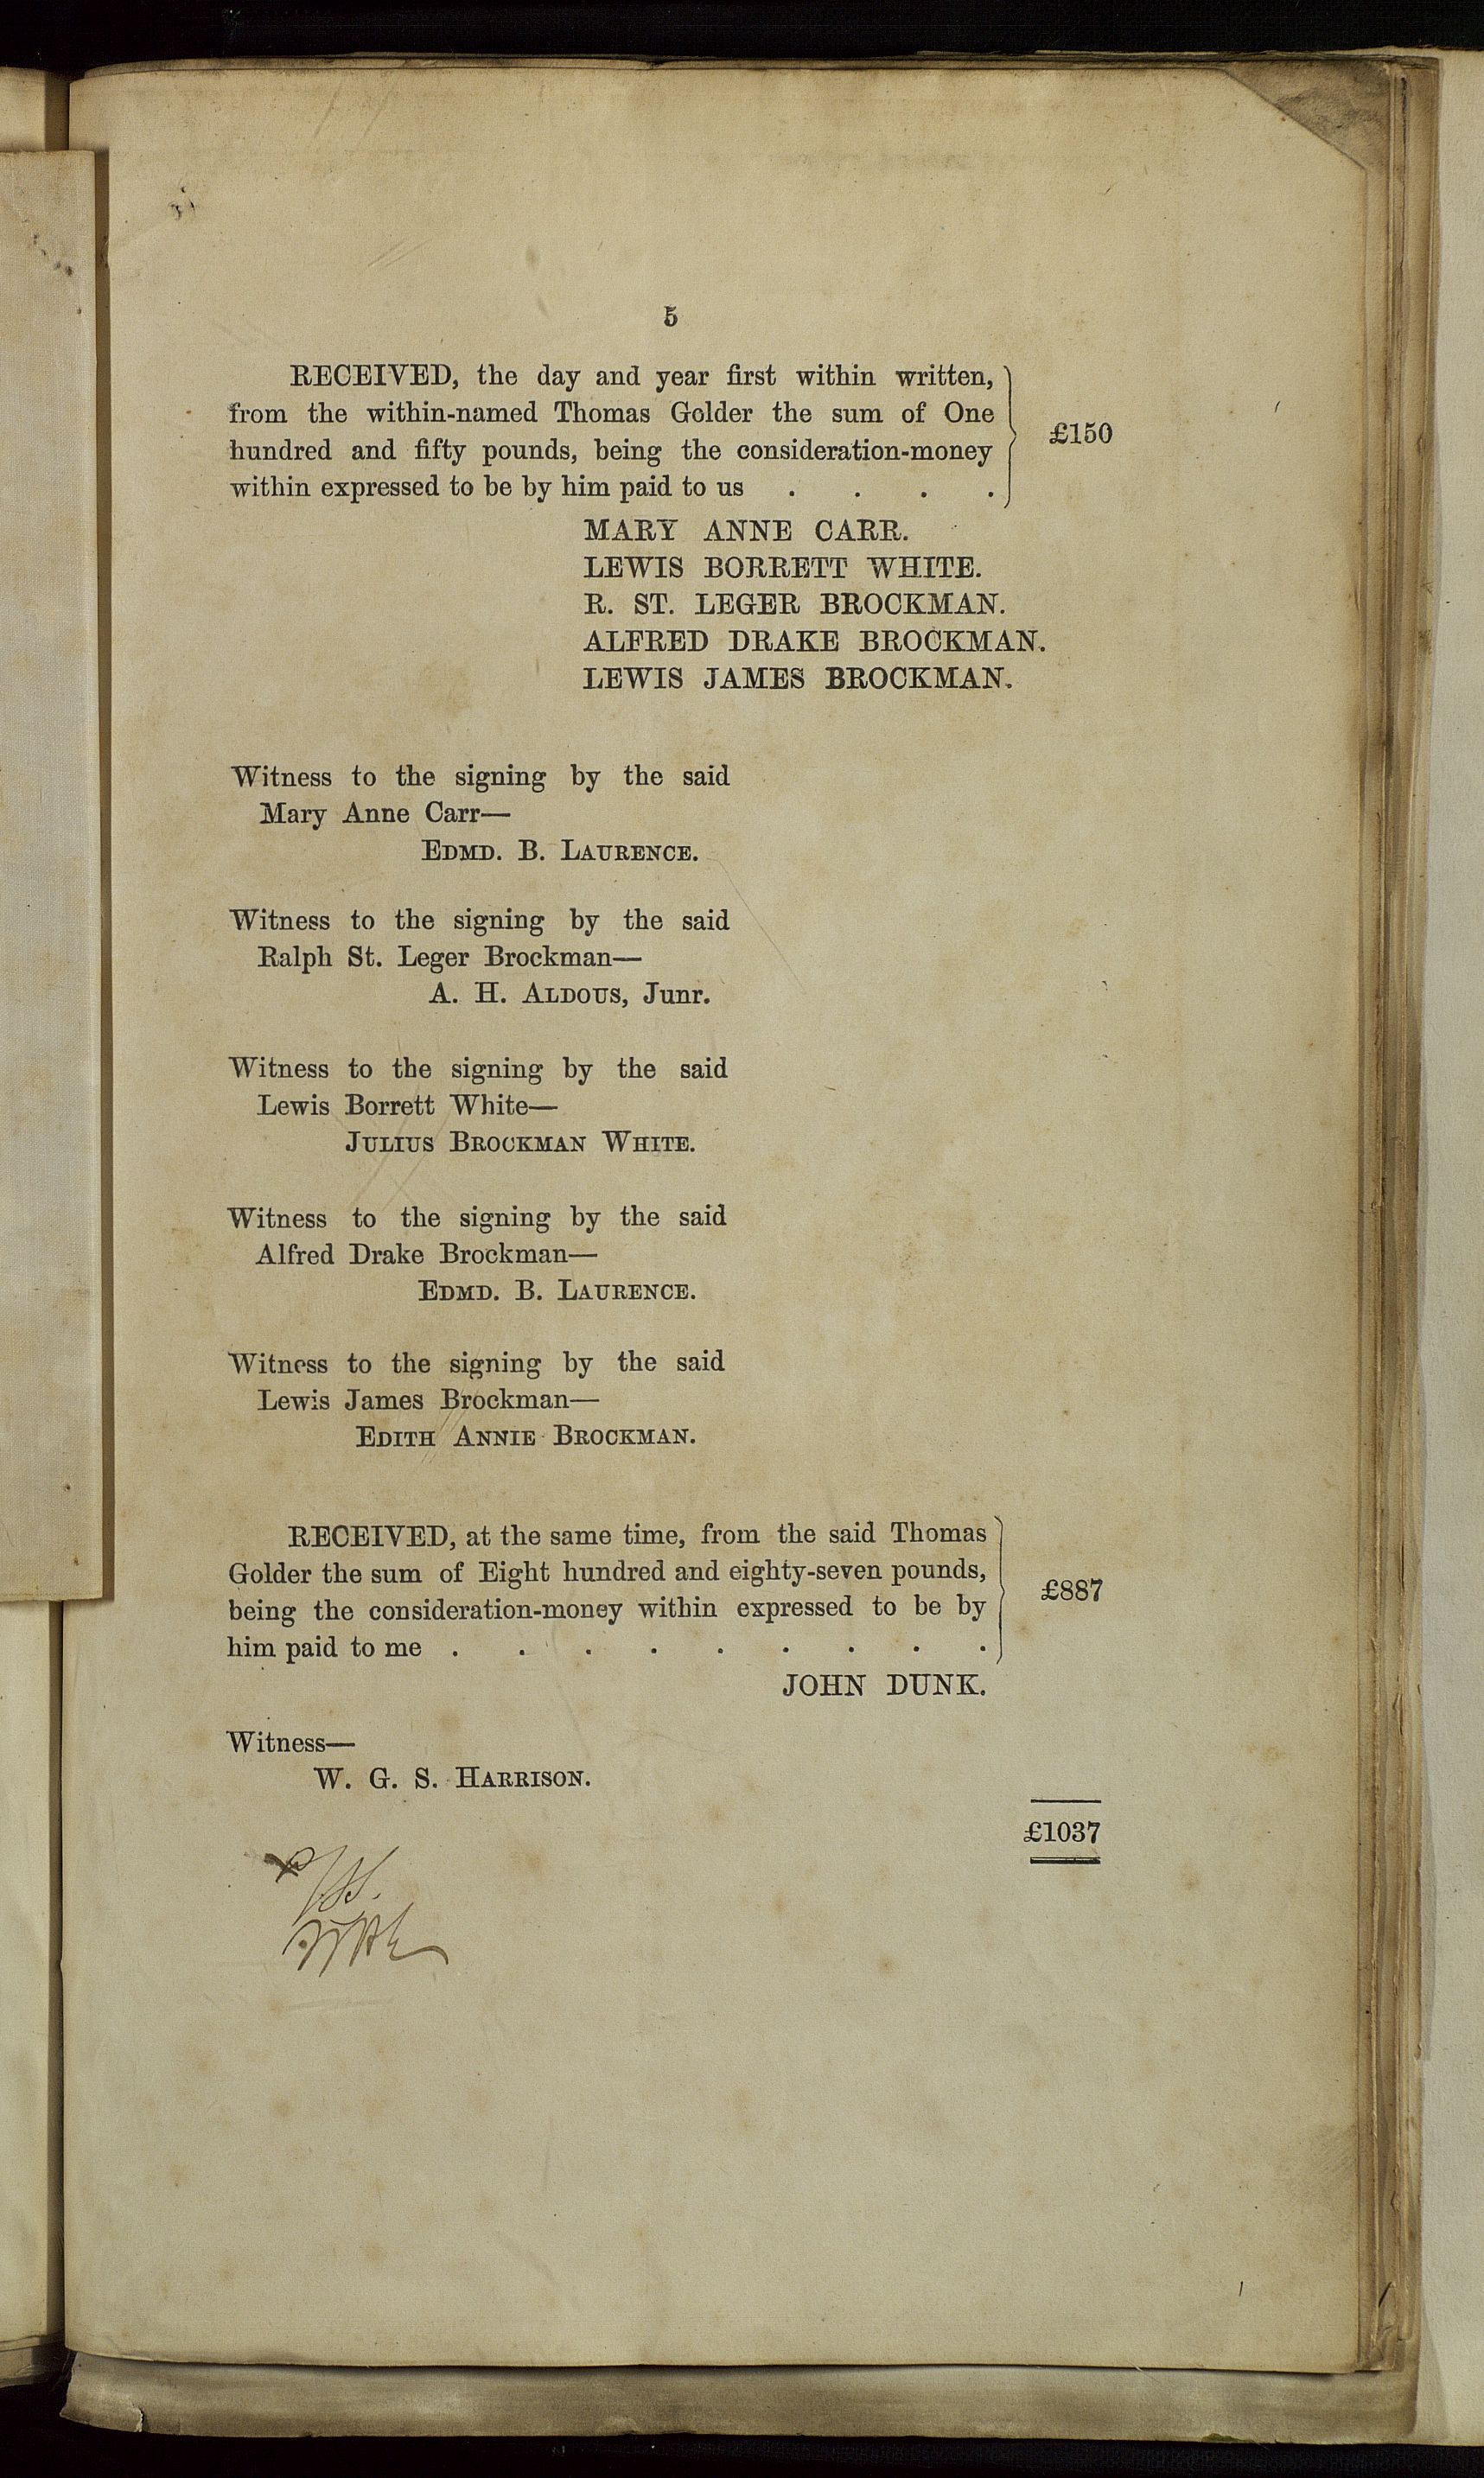 5
RECEIVED, the day and year first within written,
from the within-named Thomas Golder the sum of One
hundred and fifty pounds, being the consideration-money
within expressed to be by him paid to us . . . .
£150
MARY ANNE CARR.
LEWIS BORRETT WHITE.
R. ST. LEGER BROCKMAN.
ALFRED DRAKE BROCKMAN.
LEWIS JAMES BROCKMAN.
Witness to the signing by the said
Mary Anne Carr—
EDMD. B. LAURENCE.
Witness to the signing by the said
Ralph St. Leger Brockman—
A. H. ALDOUS, Junr.
Witness to the signing by the said
Lewis Borrett White—
JULIUS BROCKMAN WHITE.
Witness to the signing by the said
Alfred Drake Brockman—
EDMD. B. LAURENCE.
Witness to the signing by the said
Lewis James Brockman—
EDITH ANNIE BROCKMAN.
RECEIVED, at the same time, from the said Thomas
Golder the sum of Eight hundred and eighty-seven pounds,
being the consideration-money within expressed to be by
him paid to me . . . . . . . . .
£887
JOHN DUNK.
Witness—
W. G. S. HARRISON.
£1037